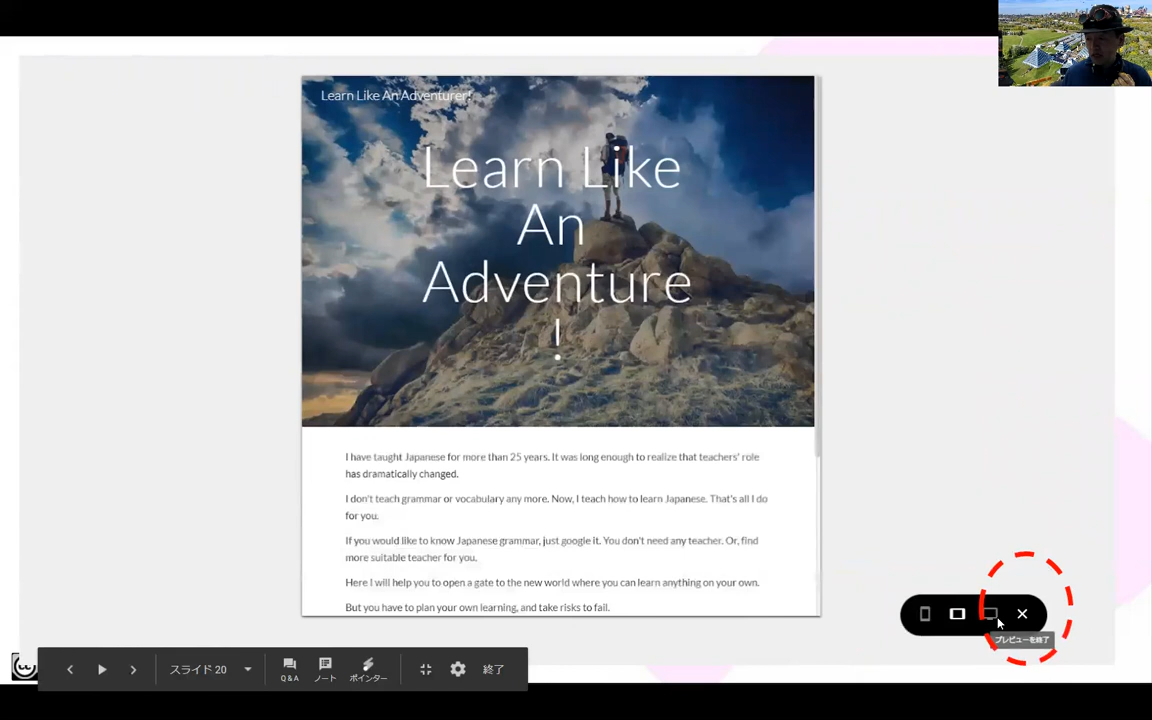 Learn Like An Adventurer!
Learn Like
An
Adventure
!
I have taught Japanese for more than 25 years. It was long enough to realize that teachers' role
has dramatically changed.
I don't teach grammar or vocabulary any more. Now, I teach how to learn Japanese. That's all I do
for you.
If you would like to know Japanese grammar, just google it. You don't need any teacher. Or, find
more suitable teacher for you.
Here I will help you to open a gate to the new world where you can learn anything on your own.
But you have to plan your own learning, and take risks to fail.
プレビューを終了
スライド 20
Q&A
ノート
ポインター
終了